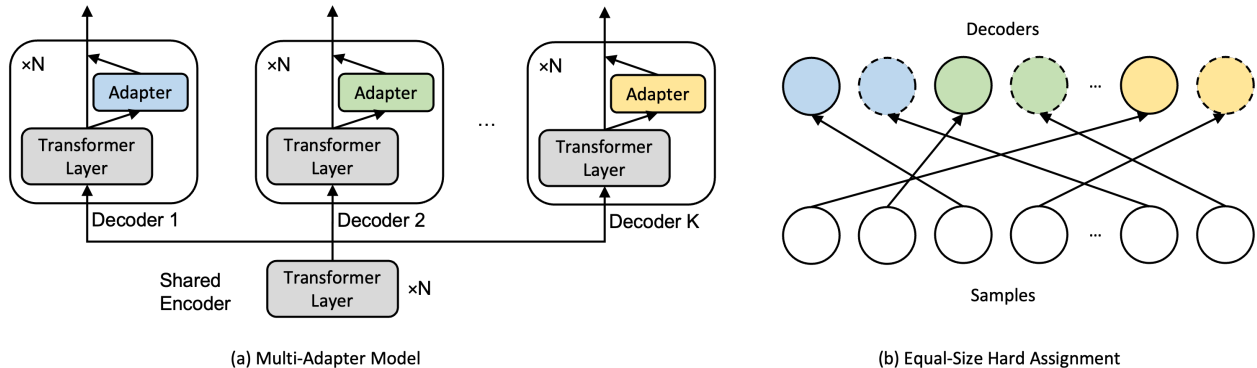 ×N
Adapter
Transformer
Layer
Decoder 1
×N
Adapter
Transformer
Layer
Decoder 2
...
×N
Adapter
Transformer
Layer
Decoder K
Shared
Encoder
Transformer
Layer
×N
(a) Multi-Adapter Model
Decoders
...
...
Samples
(b) Equal-Size Hard Assignment